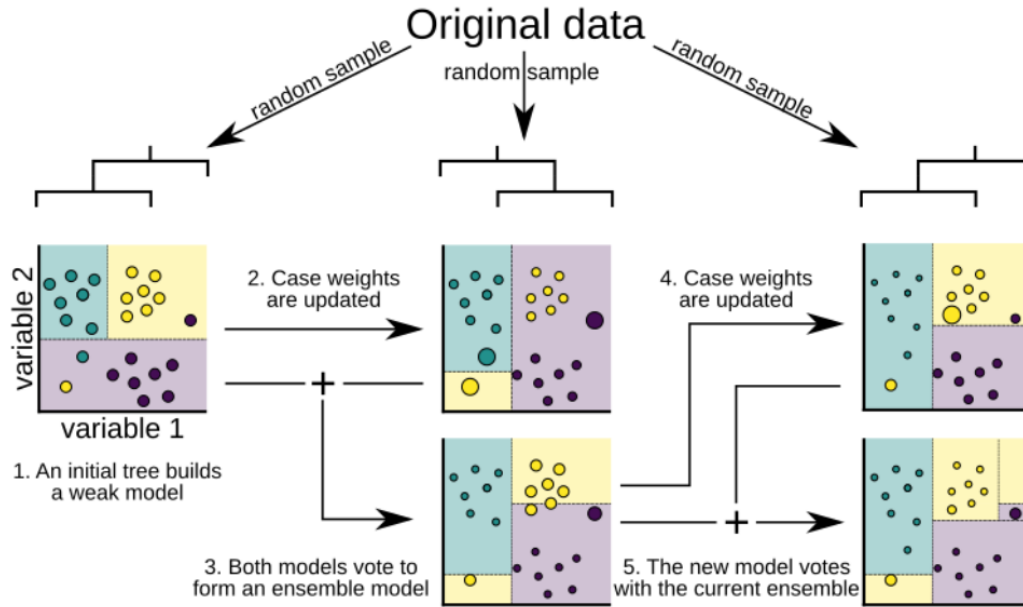 Original data
random sample
random sample
random sample
variable 2
variable 1
1. An initial tree builds
a weak model
2. Case weights
are updated
+
3. Both models vote to
form an ensemble model
4. Case weights
are updated
+
5. The new model votes
with the current ensemble